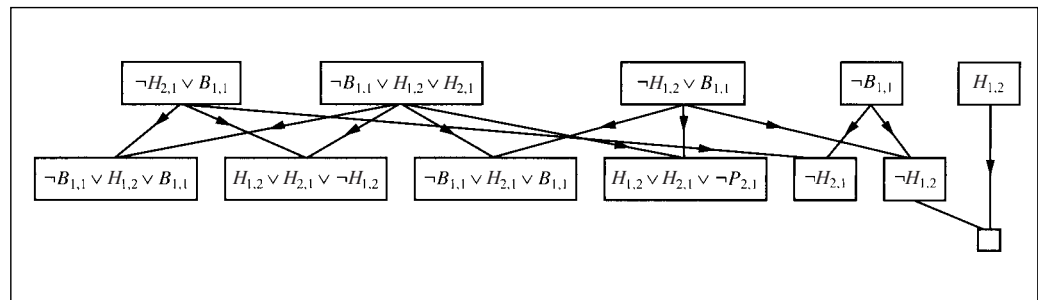 ¬H₂,₁ ∨ B₁,₁
¬B₁,₁ ∨ H₁,₂ ∨ H₂,₁
¬H₁,₂ ∨ B₁,₁
¬B₁,₁
H₁,₂
¬B₁,₁ ∨ H₁,₂ ∨ B₁,₁
H₁,₂ ∨ H₂,₁ ∨ ¬H₁,₂
¬B₁,₁ ∨ H₂,₁ ∨ B₁,₁
H₁,₂ ∨ H₂,₁ ∨ ¬P₂,₁
¬H₂,₁
¬H₁,₂